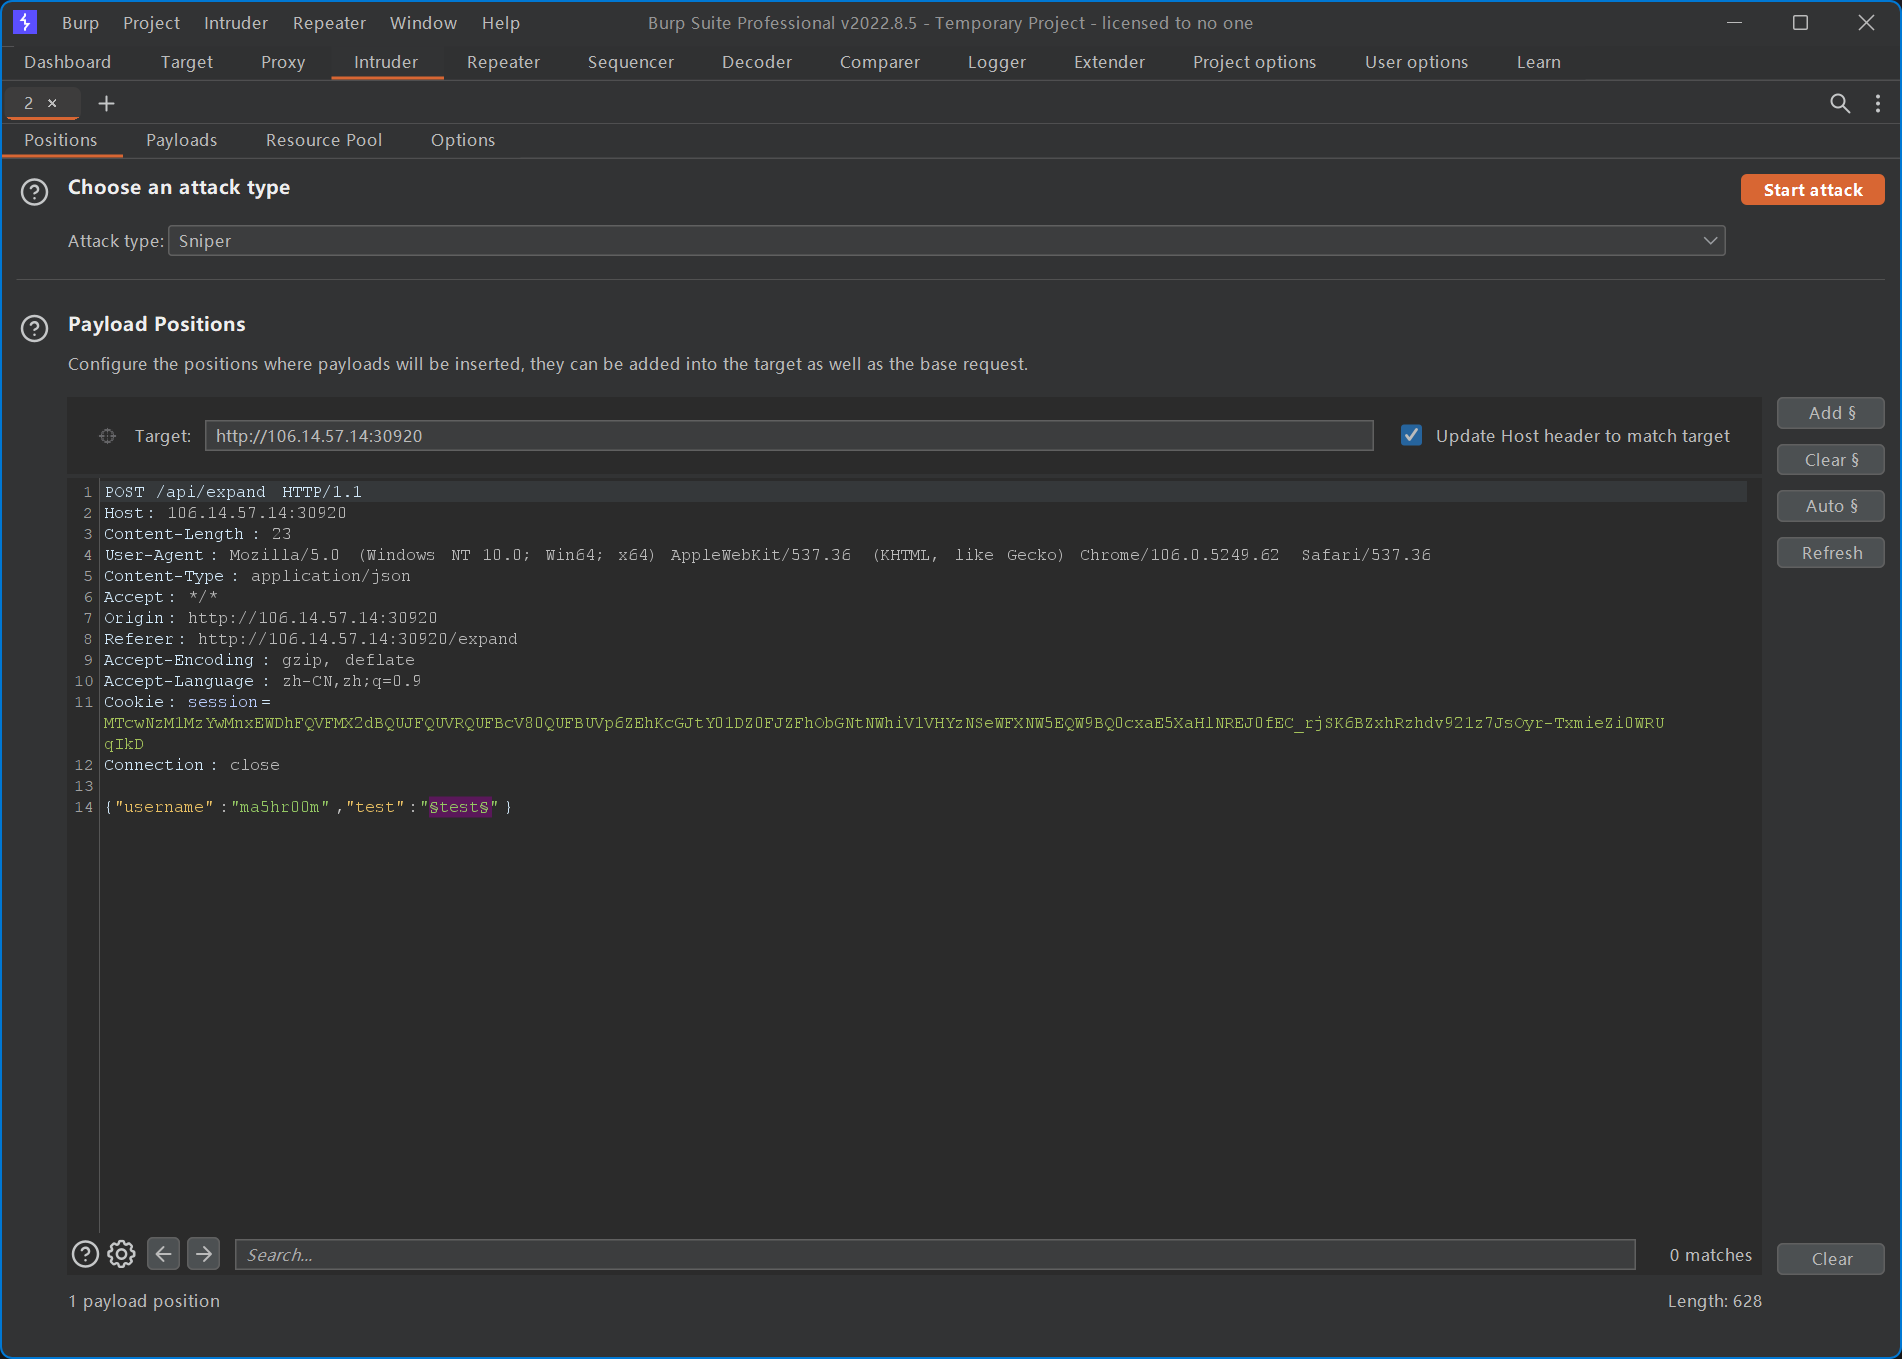 Burp Project Intruder Repeater Window Help Burp Suite Professional v2022.8.5 - Temporary Project - licensed to no one
Dashboard Target Proxy Intruder Repeater Sequencer Decoder Comparer Logger Extender Project options User options Learn
2 × +
Positions Payloads Resource Pool Options
? Choose an attack type Start attack
Attack type: Sniper
? Payload Positions
Configure the positions where payloads will be inserted, they can be added into the target as well as the base request.
Add §
Target: http://106.14.57.14:30920 Update Host header to match target
Clear §
Auto §
Refresh
1 POST /api/expand HTTP/1.1
2 Host: 106.14.57.14:30920
3 Content-Length: 23
4 User-Agent: Mozilla/5.0 (Windows NT 10.0; Win64; x64) AppleWebKit/537.36 (KHTML, like Gecko) Chrome/106.0.5249.62 Safari/537.36
5 Content-Type: application/json
6 Accept: */*
7 Origin: http://106.14.57.14:30920
8 Referer: http://106.14.57.14:30920/expand
9 Accept-Encoding: gzip, deflate
10 Accept-Language: zh-CN,zh;q=0.9
11 Cookie: session=
qIkD
12 Connection: close
13
14 {"username":"ma5hr00m","test":"§test§"}
? Search... 0 matches Clear
1 payload position Length: 628